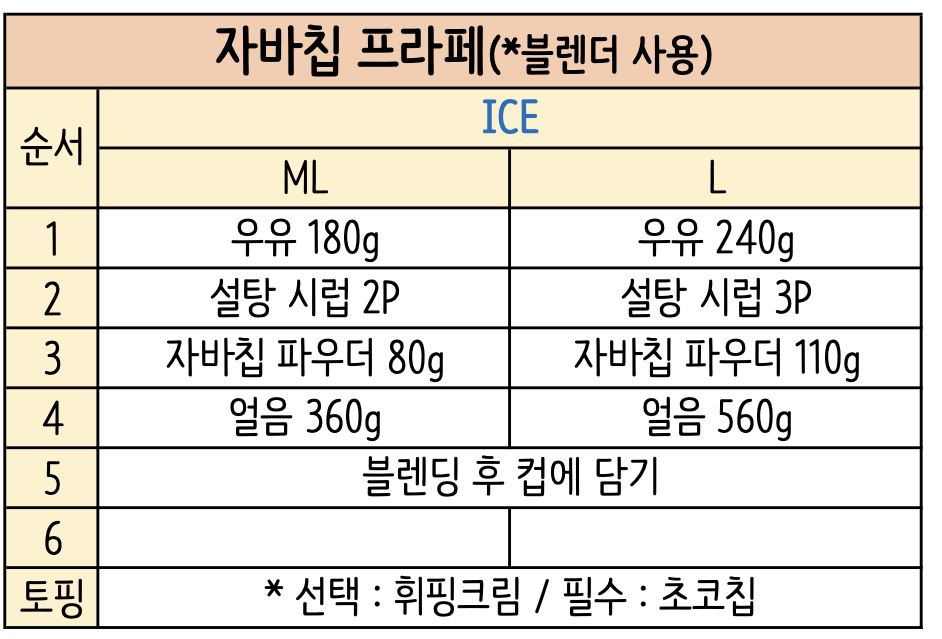 자바칩 프라페(*블렌더 사용)
순서
ICE
ML L
1 우유 180g 우유 240g
2 설탕 시럽 2P 설탕 시럽 3P
3 자바칩 파우더 80g 자바칩 파우더 110g
4 얼음 360g 얼음 560g
5 블렌딩 후 컵에 담기
6
토핑 * 선택 : 휘핑크림 / 필수 : 초코칩